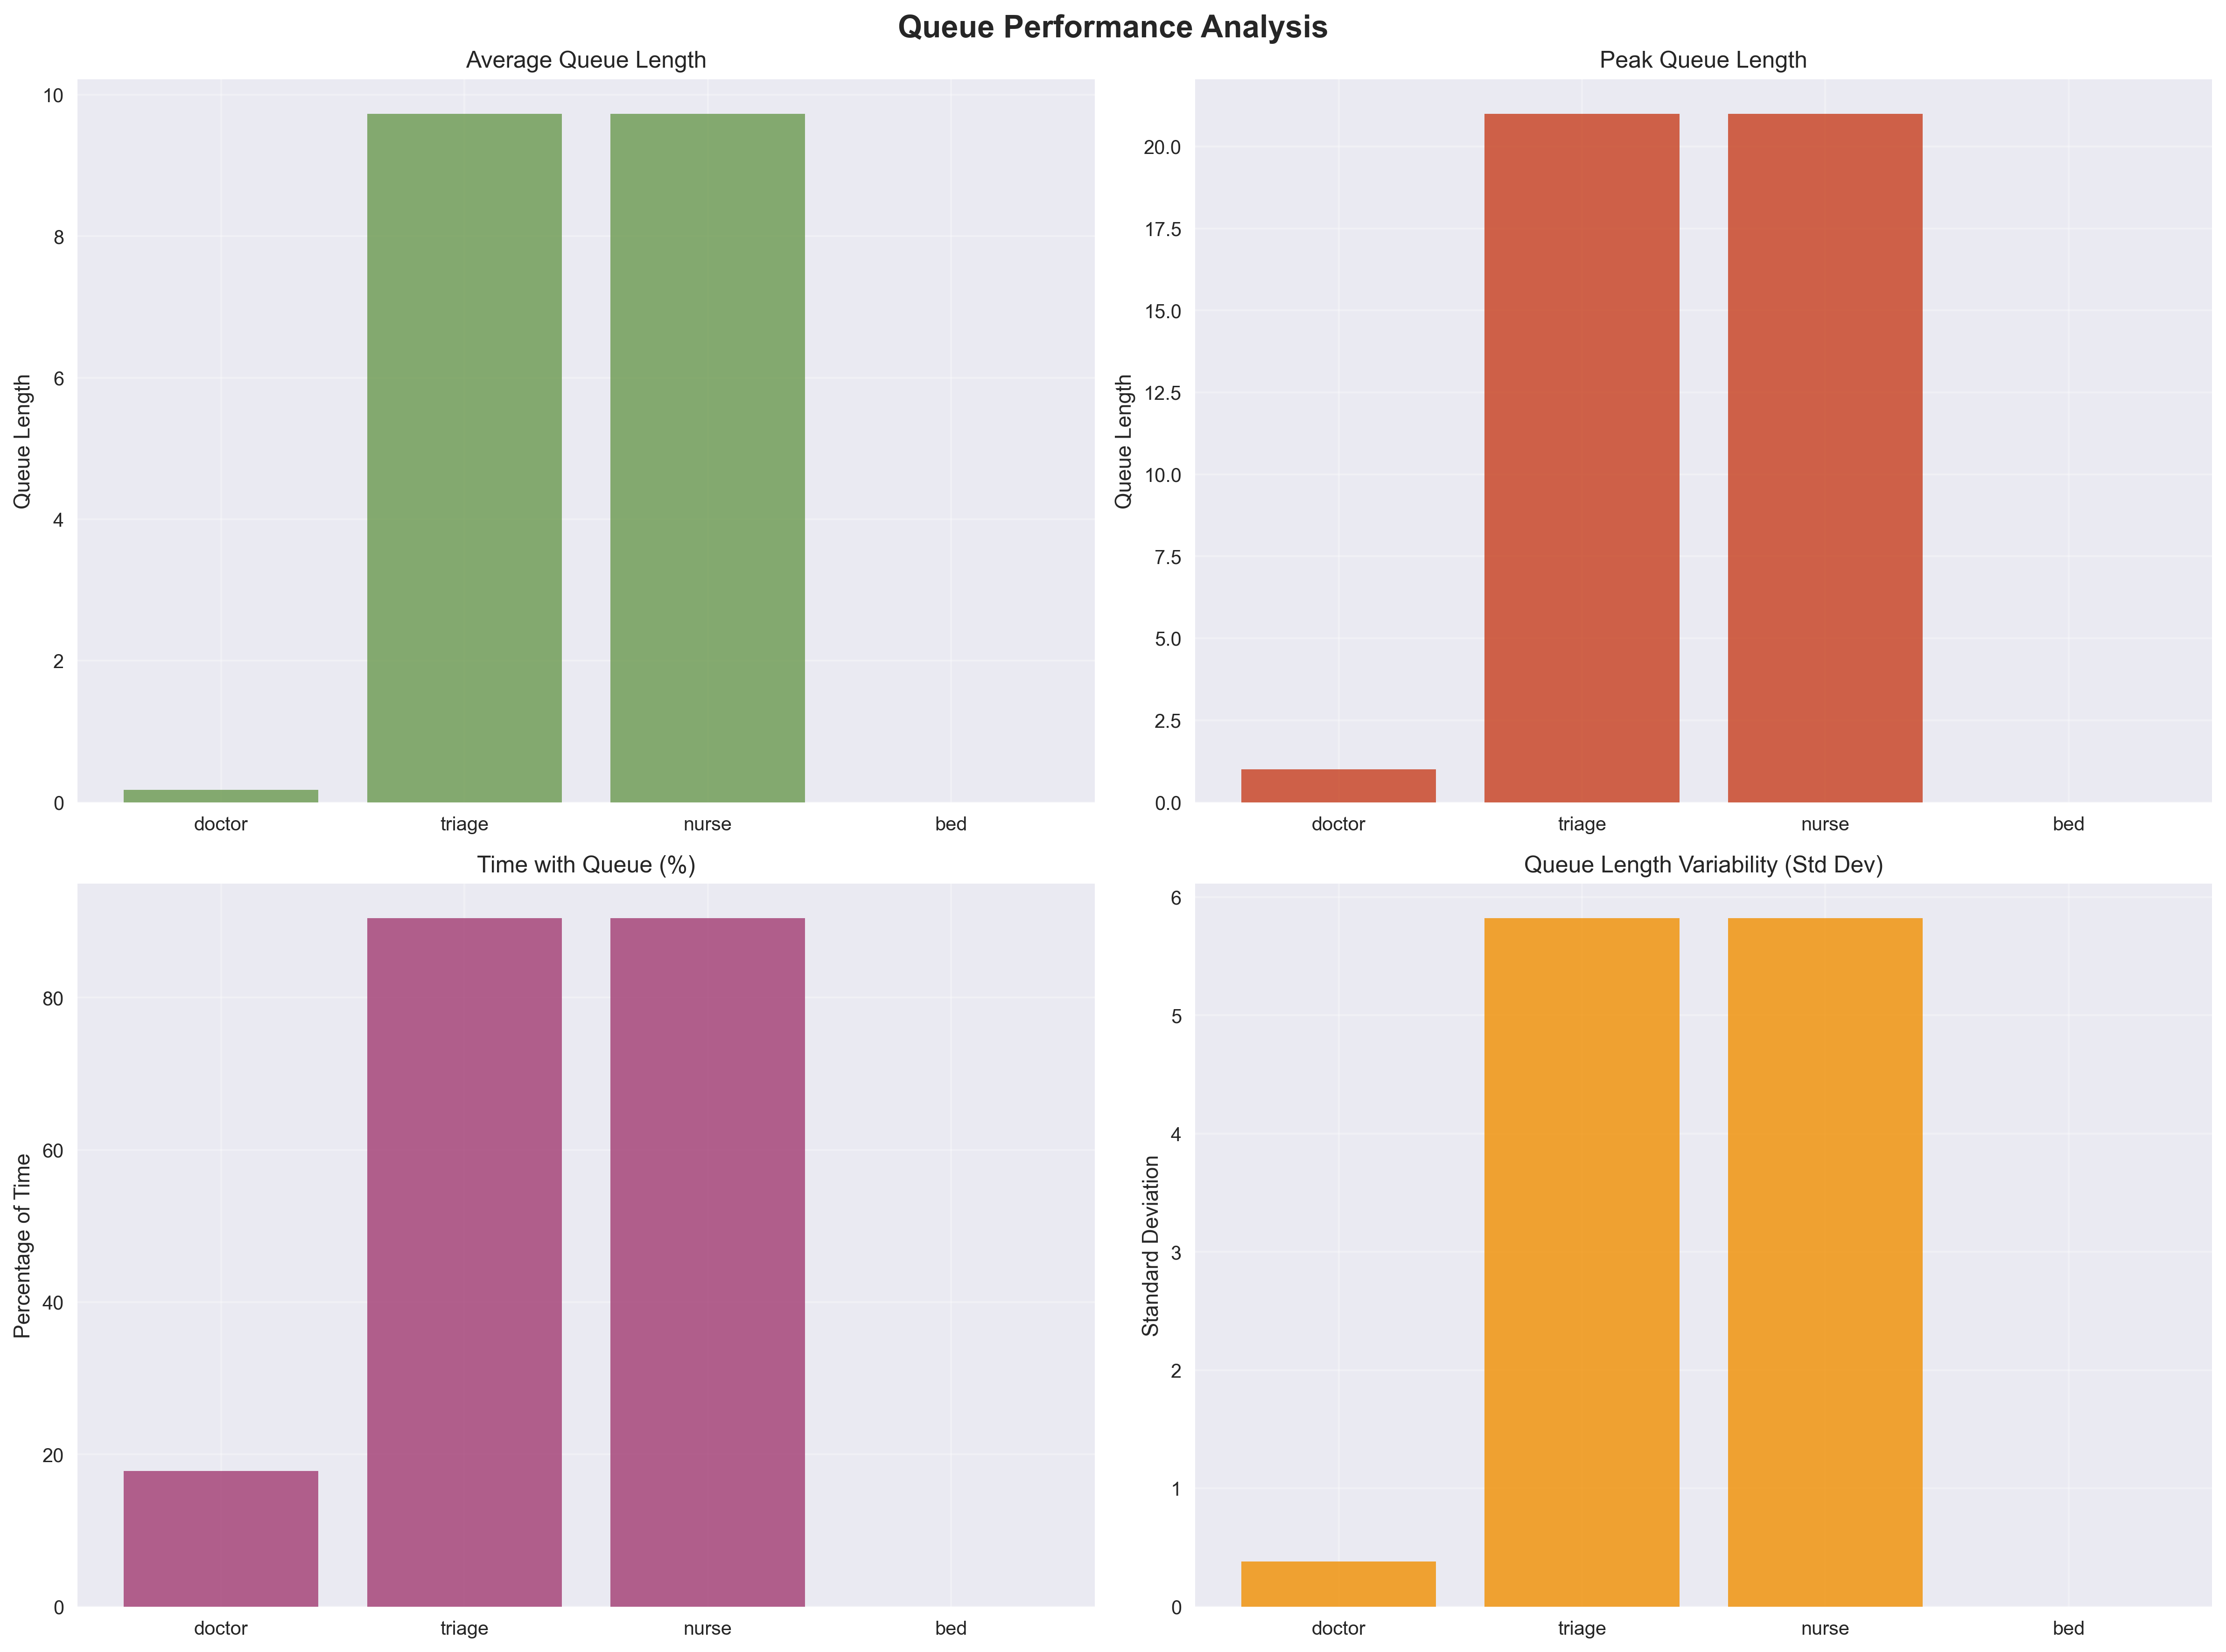 Queue Performance Analysis
Average Queue Length
Queue Length
10
8
6
4
2
0
doctor triage nurse bed
Peak Queue Length
Queue Length
20.0
17.5
15.0
12.5
10.0
7.5
5.0
2.5
0.0
doctor triage nurse bed
Time with Queue (%)
Percentage of Time
80
60
40
20
0
doctor triage nurse bed
Queue Length Variability (Std Dev)
Standard Deviation
6
5
4
3
2
1
0
doctor triage nurse bed